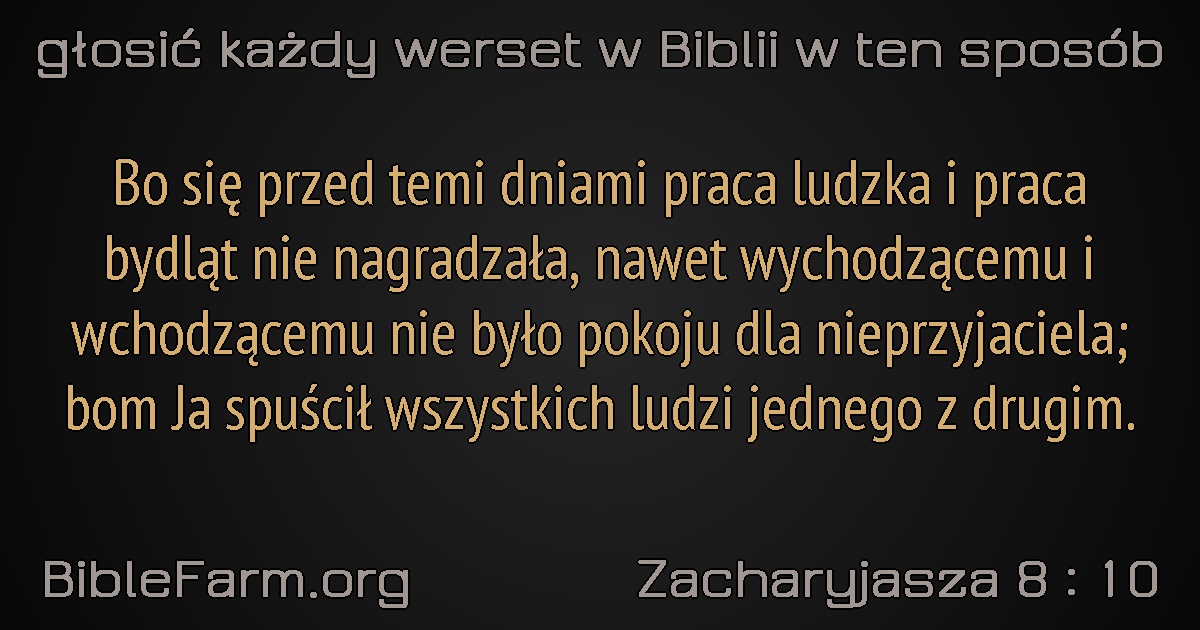 głosić każdy werset w Biblii w ten sposób
Bo się przed temi dniami praca ludzka i praca
bydląt nie nagradzała, nawet wychodzącemu i
wchodzącemu nie było pokoju dla nieprzyjaciela;
bom Ja spuścił wszystkich ludzi jednego z drugim.
BibleFarm.org
Zacharyjasza 8 : 10